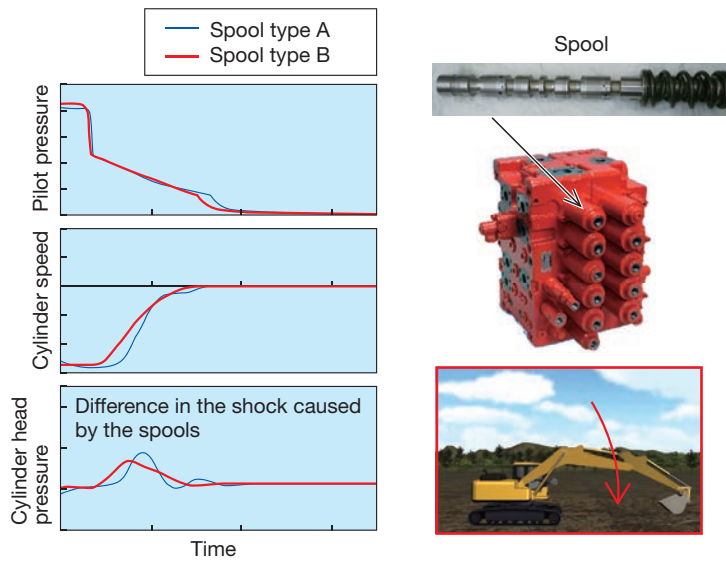 Spool type A
Spool type B
Pilot pressure
Cylinder speed
Cylinder head
pressure
Difference in the shock caused
by the spools
Time
Spool